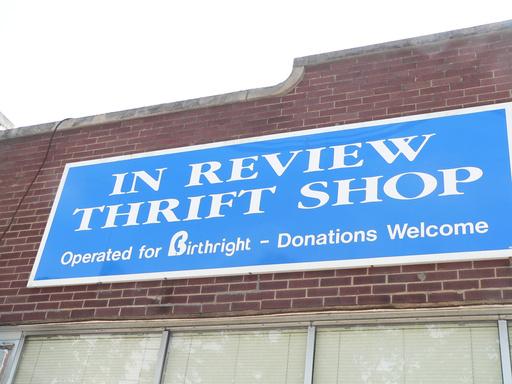 IN REVIEW
THRIFT SHOP
Operated for Birthright - Donations Welcome